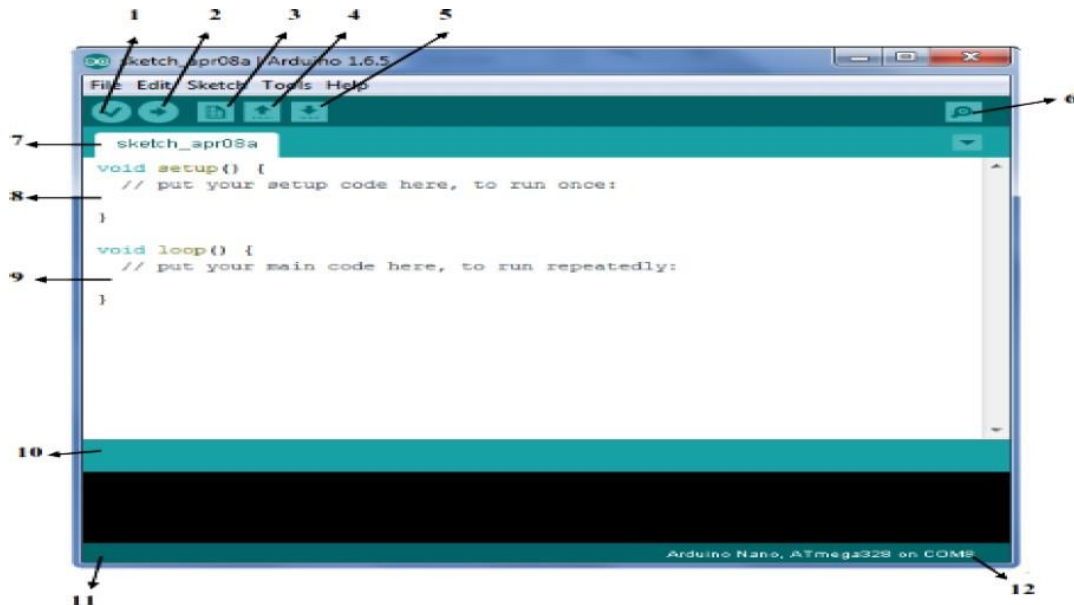 1 2 3 4 5
sketch_apr08a | Arduino 1.6.5
File Edit Sketch Tools Help
6
7 sketch_apr08a
void setup() {
// put your setup code here, to run once:
8
}
void loop() {
// put your main code here, to run repeatedly:
9
}
10
Arduino Nano, ATmega328 on COM8
11 12